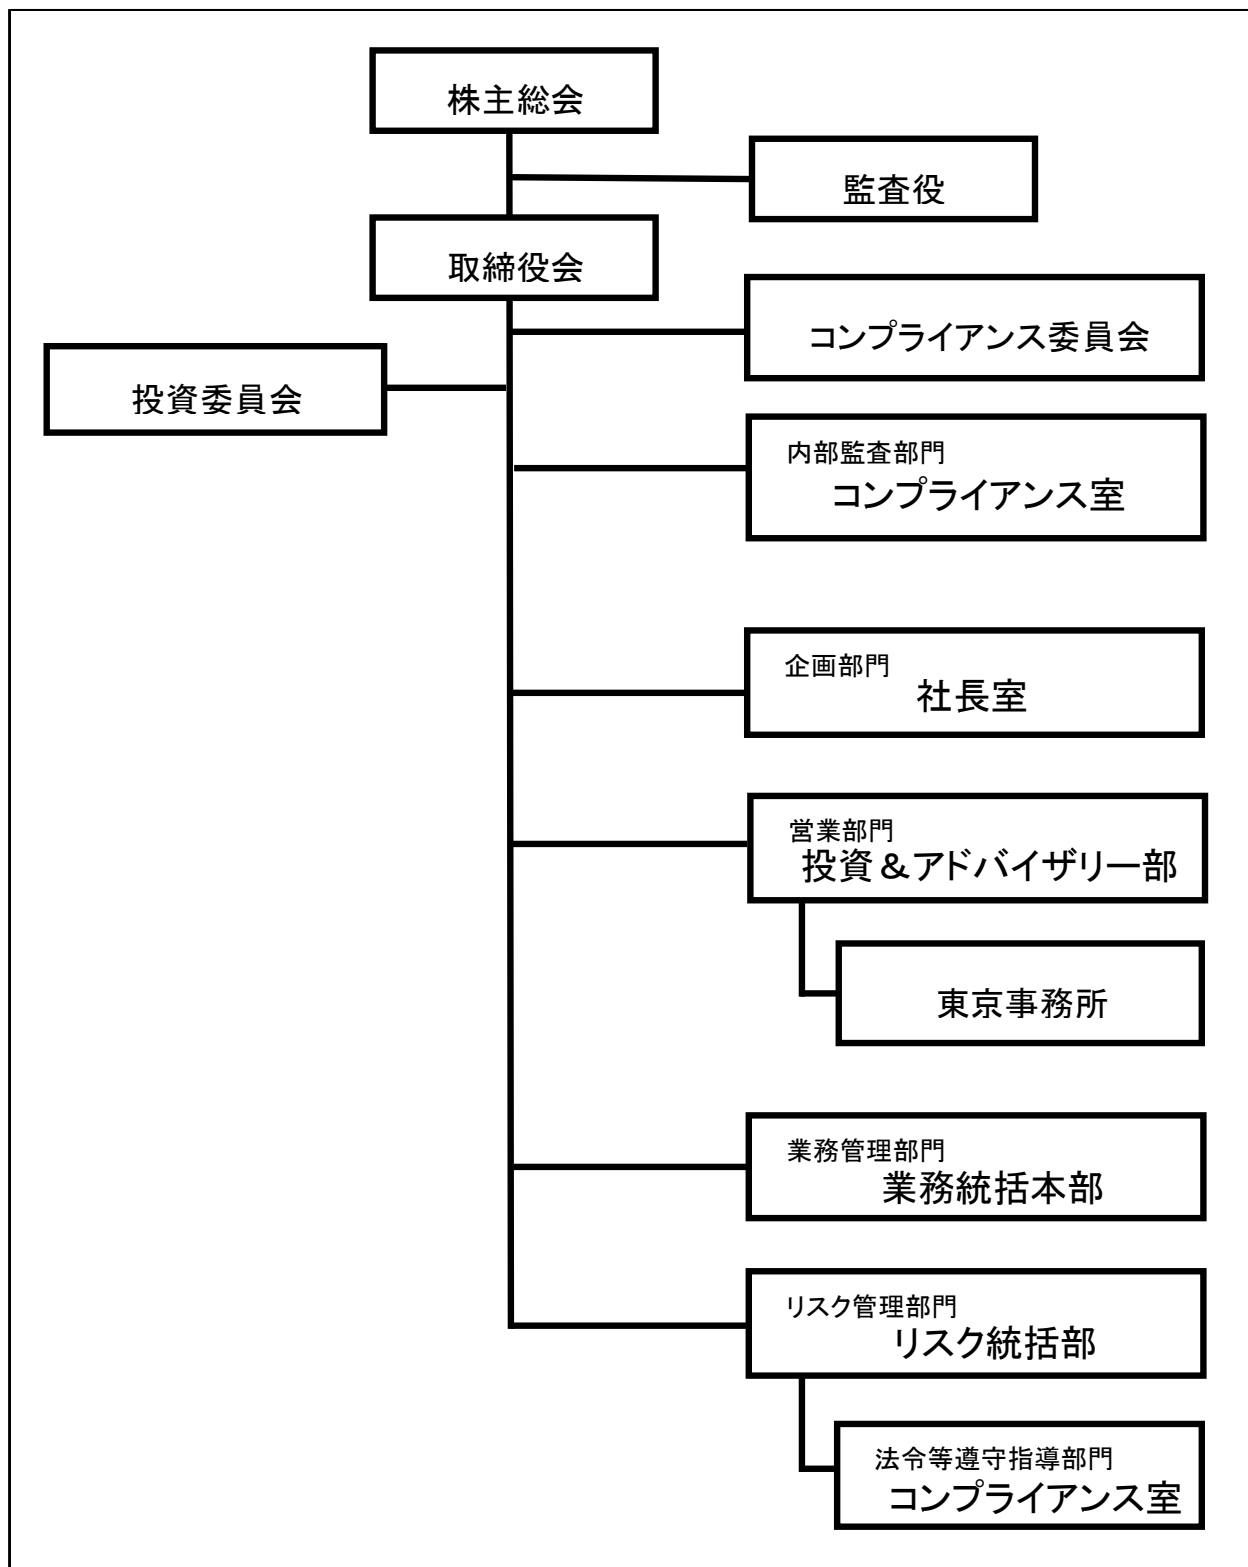 株主総会
監査役
取締役会
コンプライアンス委員会
投資委員会
内部監査部門
コンプライアンス室
企画部門
社長室
営業部門
投資＆アドバイザリー部
東京事務所
業務管理部門
業務統括本部
リスク管理部門
リスク統括部
法令等遵守指導部門
コンプライアンス室